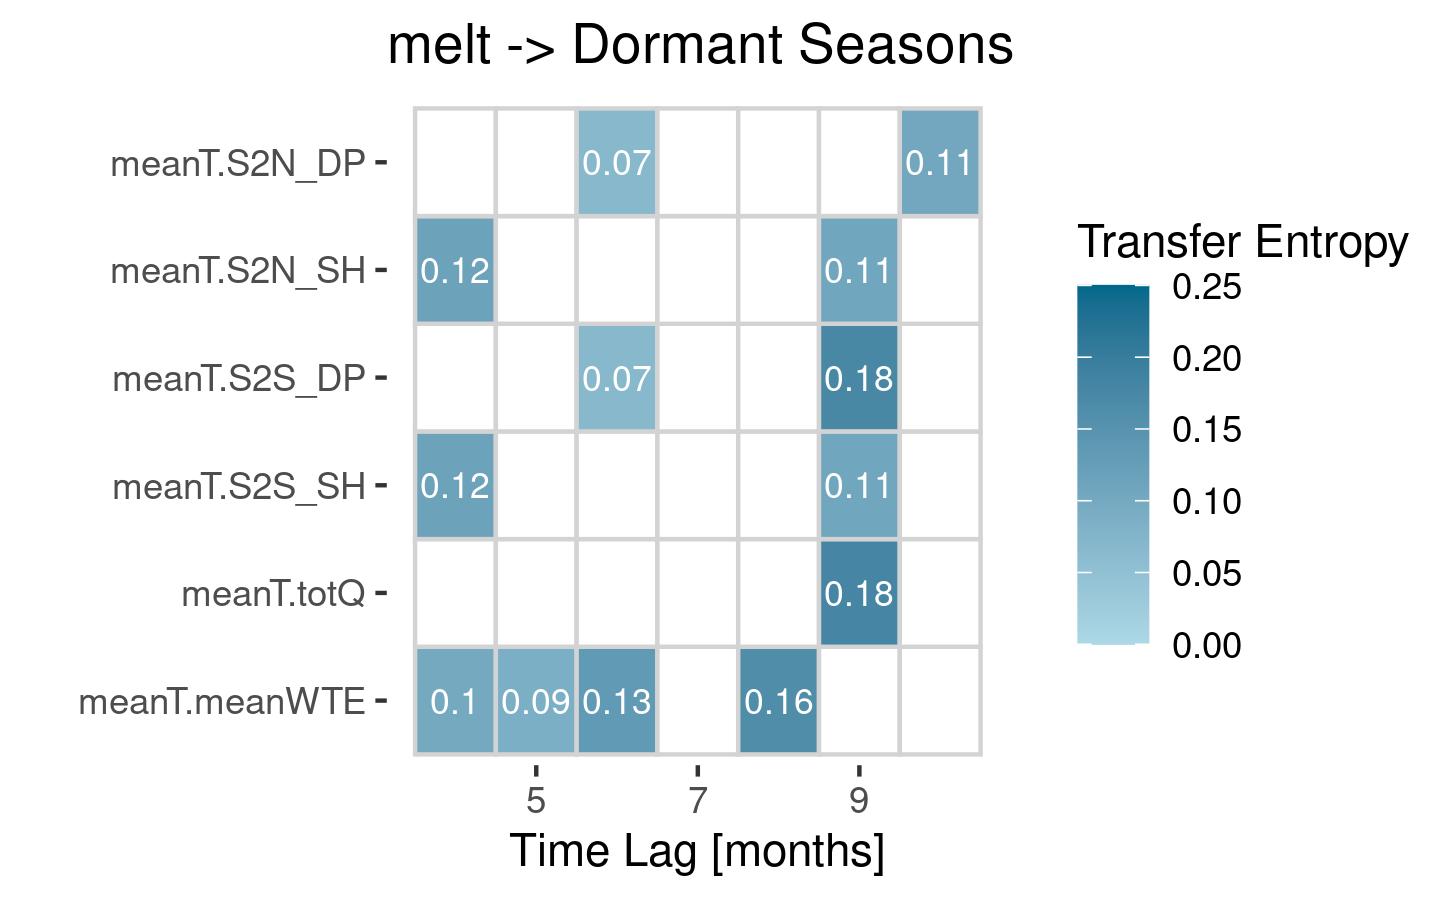 melt -> Dormant Seasons
meanT.S2N_DP
0.07
0.11
meanT.S2N_SH
0.12
0.11
meanT.S2S_DP
0.07
0.18
meanT.S2S_SH
0.12
0.11
meanT.totQ
0.18
meanT.meanWTE
0.1
0.09
0.13
0.16
5
7
9
Time Lag [months]
Transfer Entropy
0.25
0.20
0.15
0.10
0.05
0.00